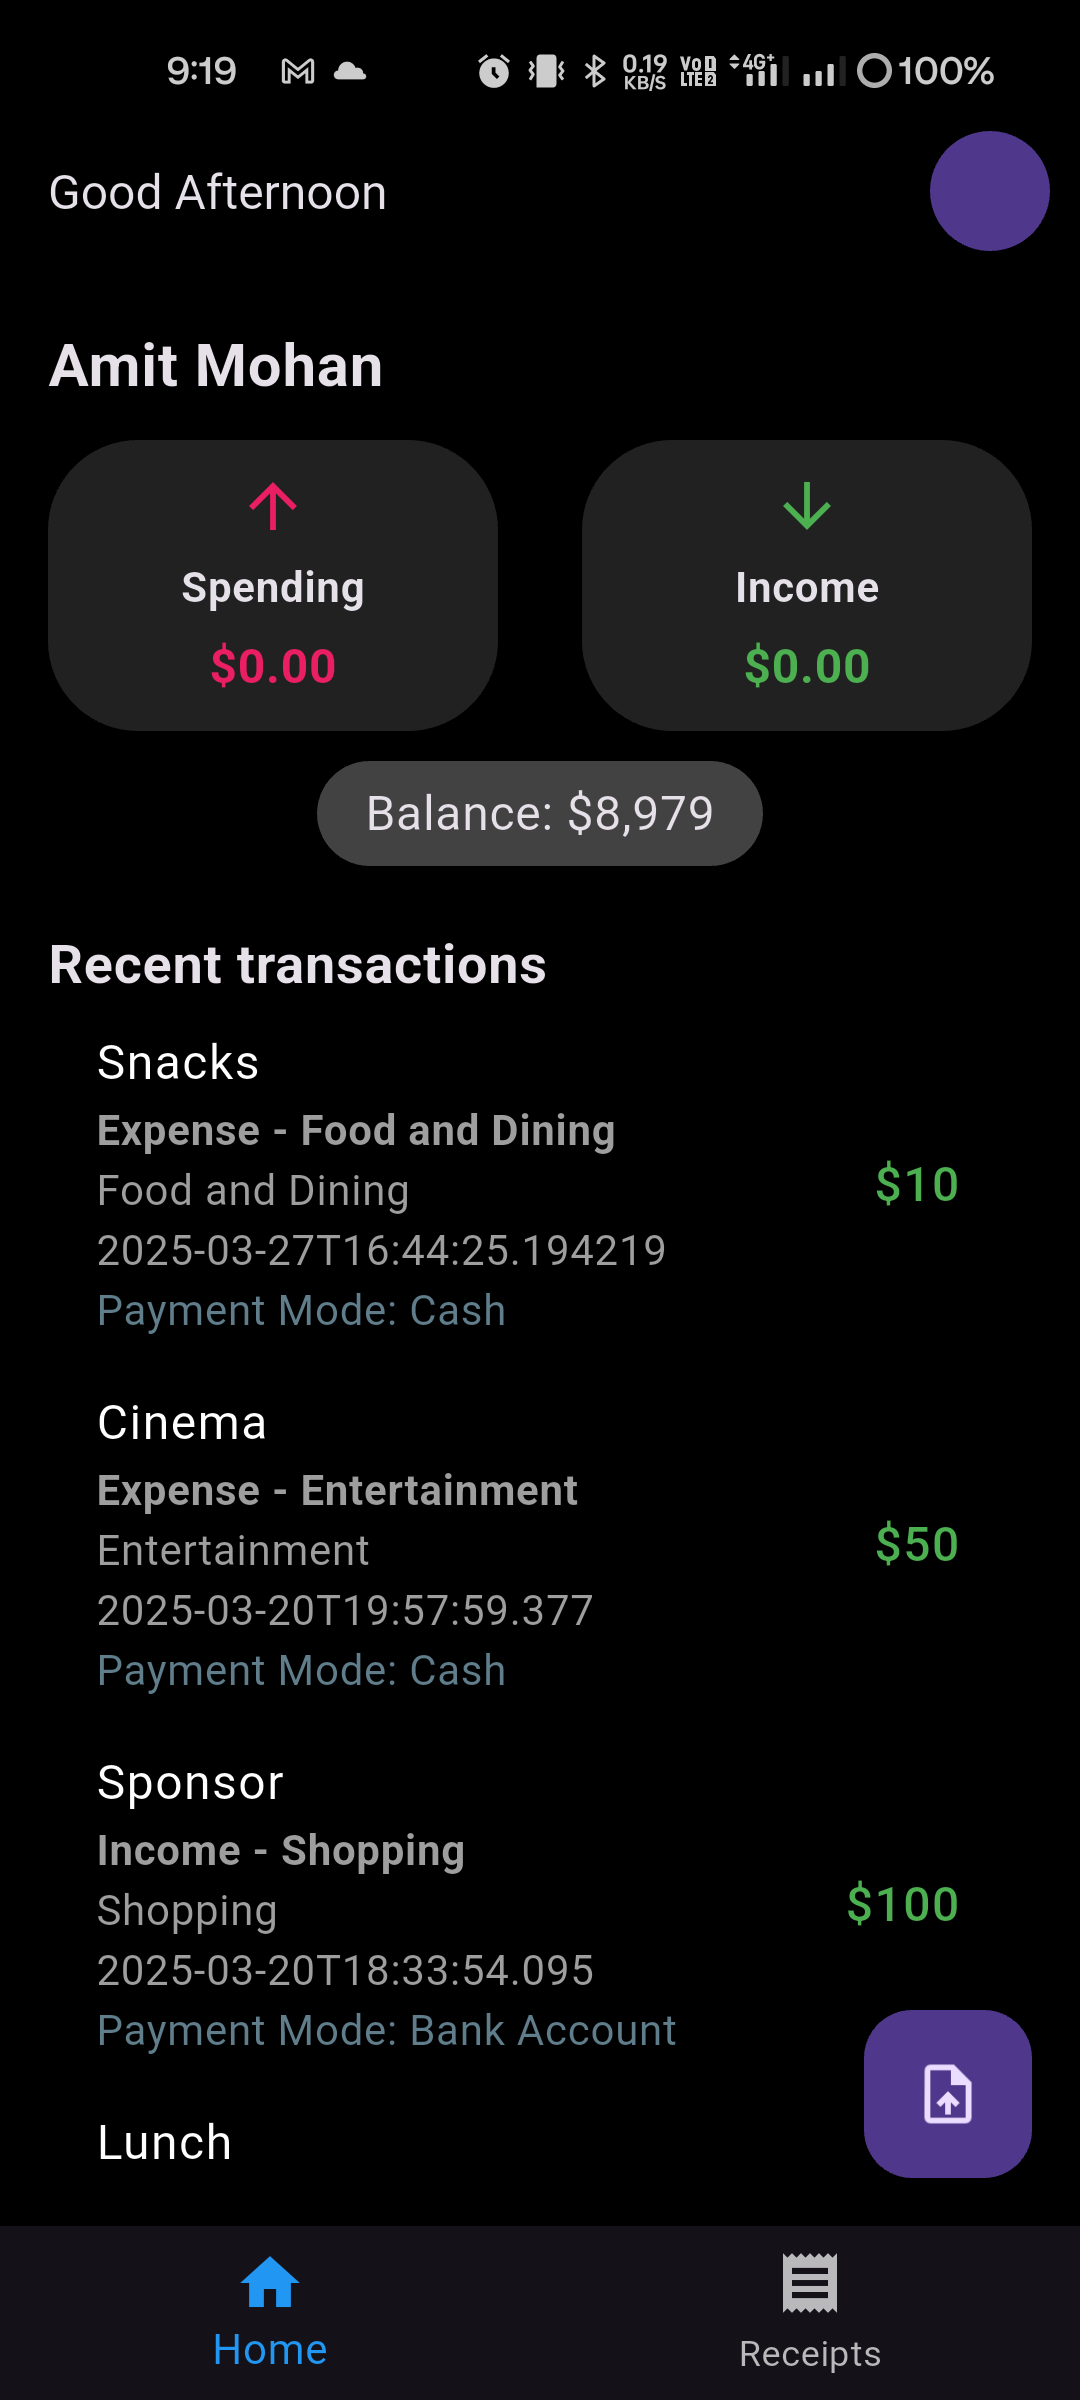 9:19 0.19 KB/S VoD LTE 2 4G+ 100%
Good Afternoon
Amit Mohan
Spending
$0.00
Income
$0.00
Balance: $8,979
Recent transactions
Snacks
Expense - Food and Dining
Food and Dining
2025-03-27T16:44:25.194219
Payment Mode: Cash
$10
Cinema
Expense - Entertainment
Entertainment
2025-03-20T19:57:59.377
Payment Mode: Cash
$50
Sponsor
Income - Shopping
Shopping
2025-03-20T18:33:54.095
Payment Mode: Bank Account
$100
Lunch
Home
Receipts